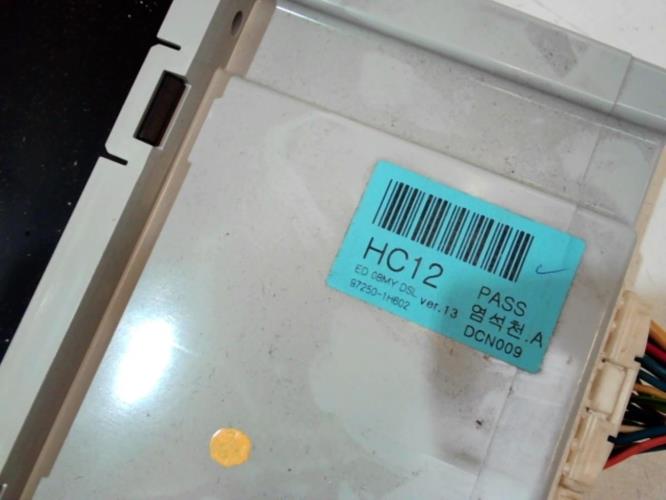 HC12
PASS
ED 08MY DSL ver.13
염석천.A
97250-1H602
DCN009